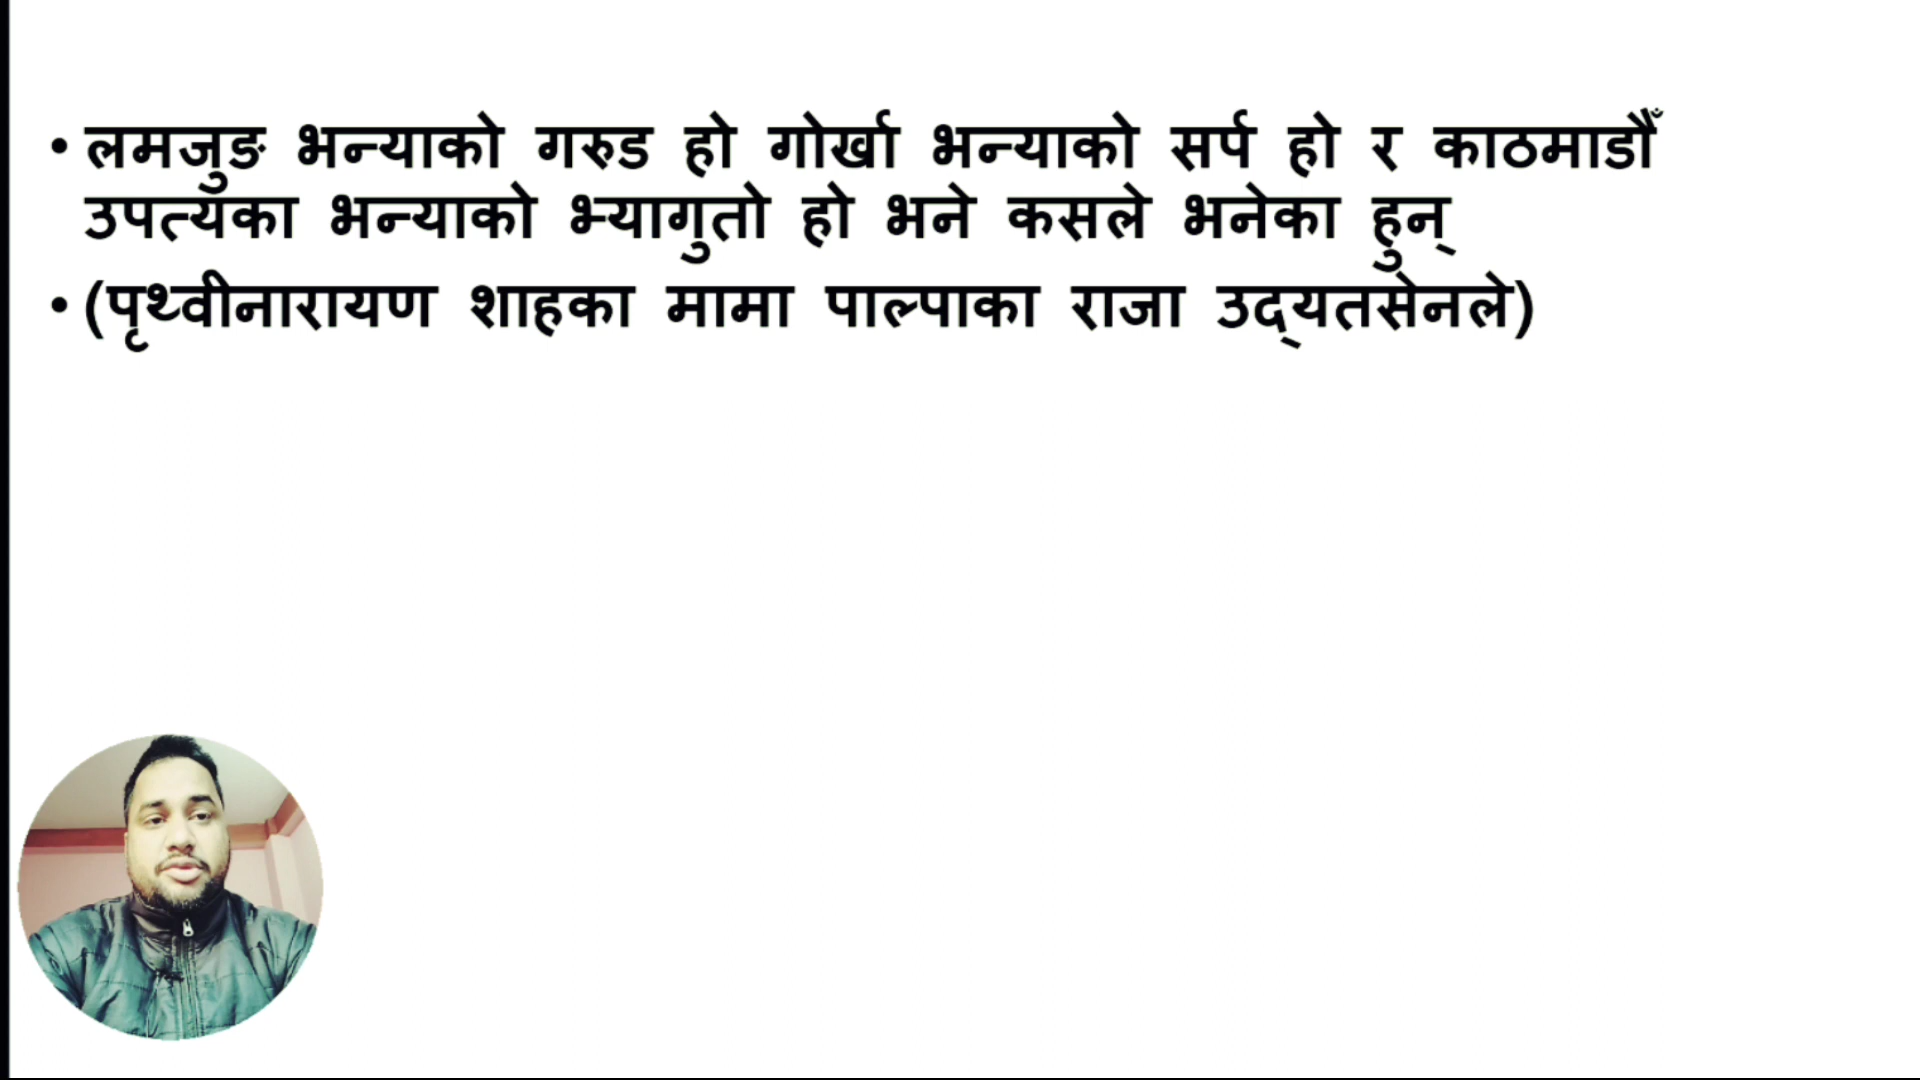 • लमजुङ भन्याको गरुड हो गोर्खा भन्याको सर्प हो र काठमाडौँ
उपत्यका भन्याको भ्यागुतो हो भने कसले भनेका हुन्
• (पृथ्वीनारायण शाहका मामा पाल्पाका राजा उद्‌यतसेनले)